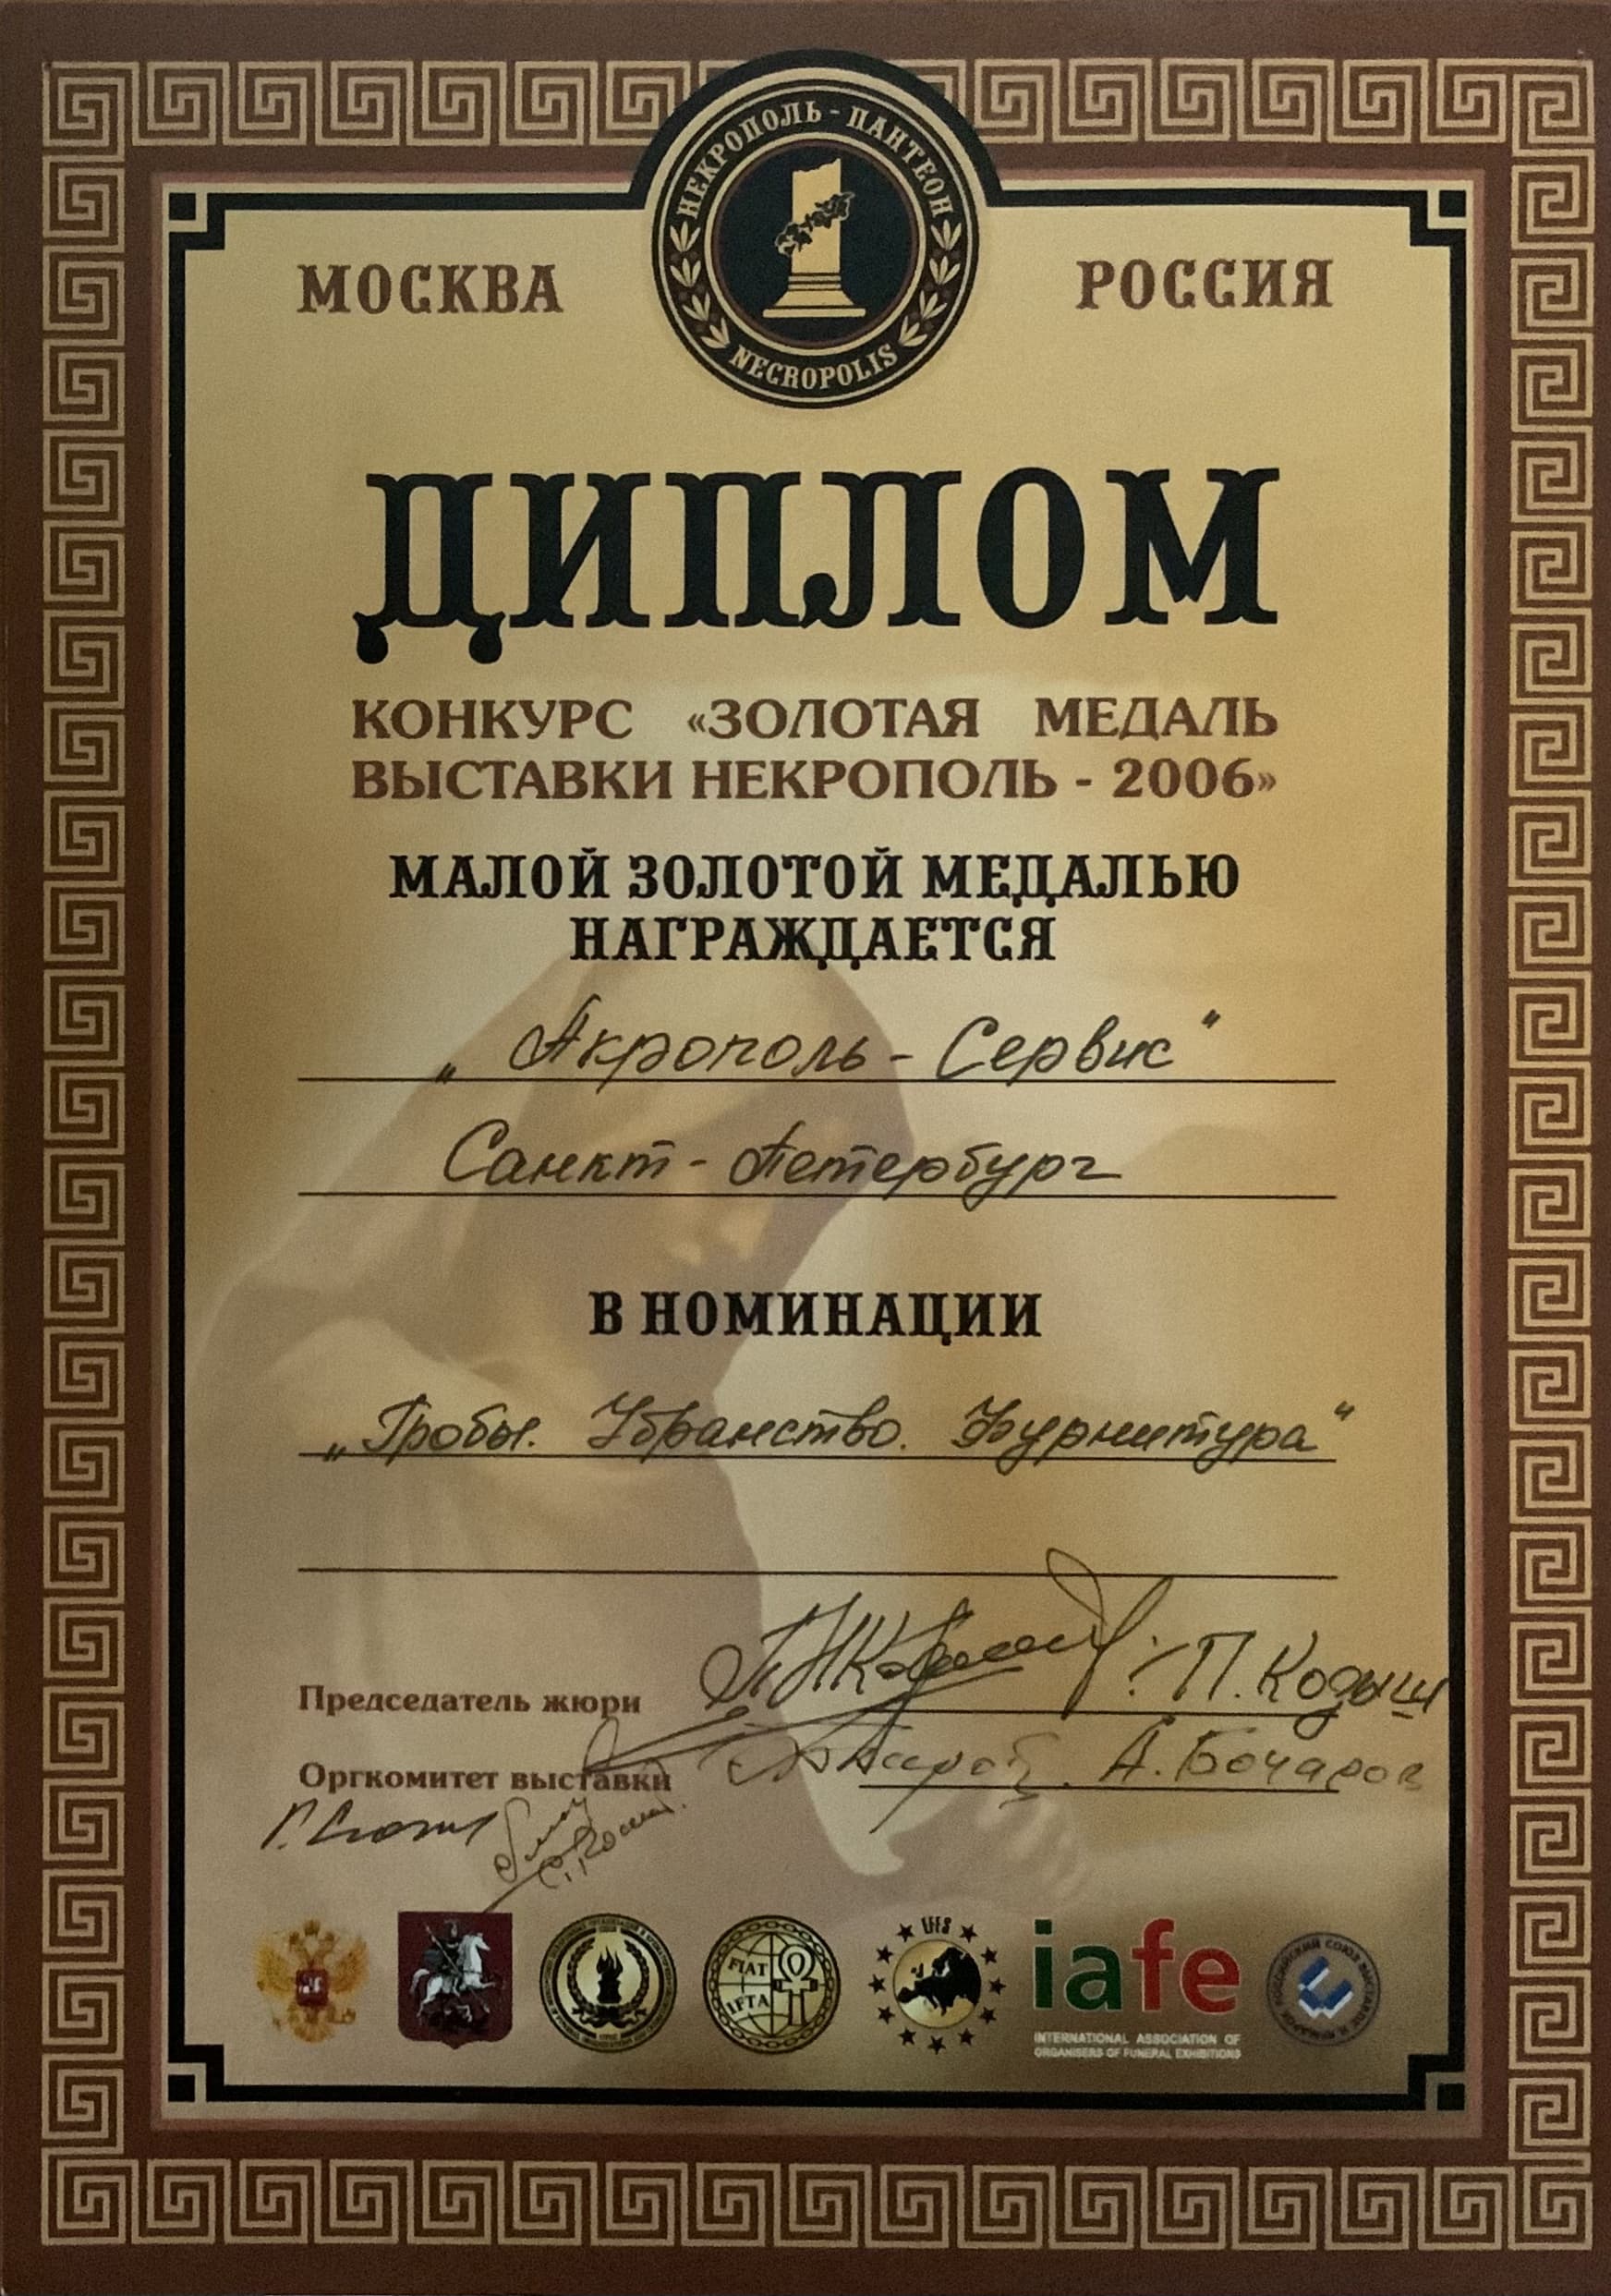 НЕКРОПОЛЬ - ПАНТЕОН
NECROPOLIS
МОСКВА
РОССИЯ
ДИПЛОМ
КОНКУРС «ЗОЛОТАЯ МЕДАЛЬ
ВЫСТАВКИ НЕКРОПОЛЬ - 2006»
МАЛОЙ ЗОЛОТОЙ МЕДАЛЬЮ
НАГРАЖДАЕТСЯ
„Акрополь - Сервис"
Санкт - Петербург
В НОМИНАЦИИ
„Гробы. Убранство. Фурнитура"
Председатель жюри П. Кодыш
Оргкомитет выставки А. Бочаров
FIAT
IFTA
EFFS
iafe
INTERNATIONAL ASSOCIATION OF
ORGANISERS OF FUNERAL EXHIBITIONS